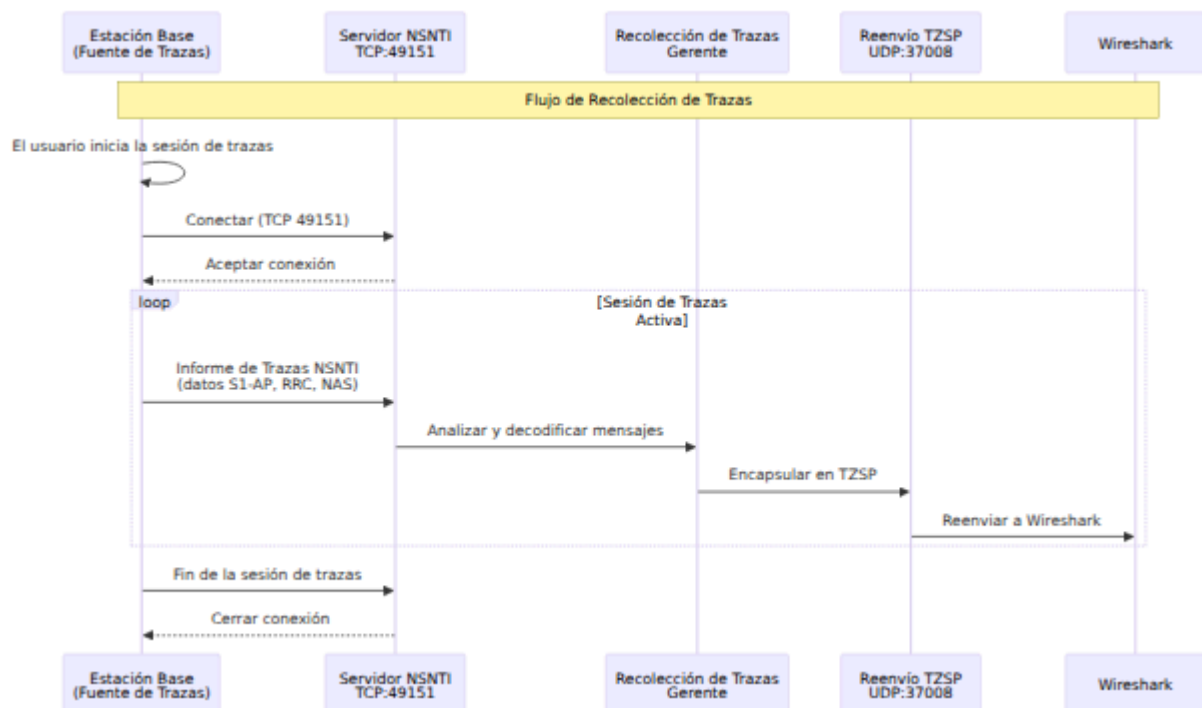 Estación Base
(Fuente de Trazas)
Servidor NSNTI
TCP:49151
Recolección de Trazas
Gerente
Reenvío TZSP
UDP:37008
Wireshark
Flujo de Recolección de Trazas
El usuario inicia la sesión de trazas
Conectar (TCP 49151)
Aceptar conexión
loop
[Sesión de Trazas
Activa]
Informe de Trazas NSNTI
(datos S1-AP, RRC, NAS)
Analizar y decodificar mensajes
Encapsular en TZSP
Reenviar a Wireshark
Fin de la sesión de trazas
Cerrar conexión
Estación Base
(Fuente de Trazas)
Servidor NSNTI
TCP:49151
Recolección de Trazas
Gerente
Reenvío TZSP
UDP:37008
Wireshark